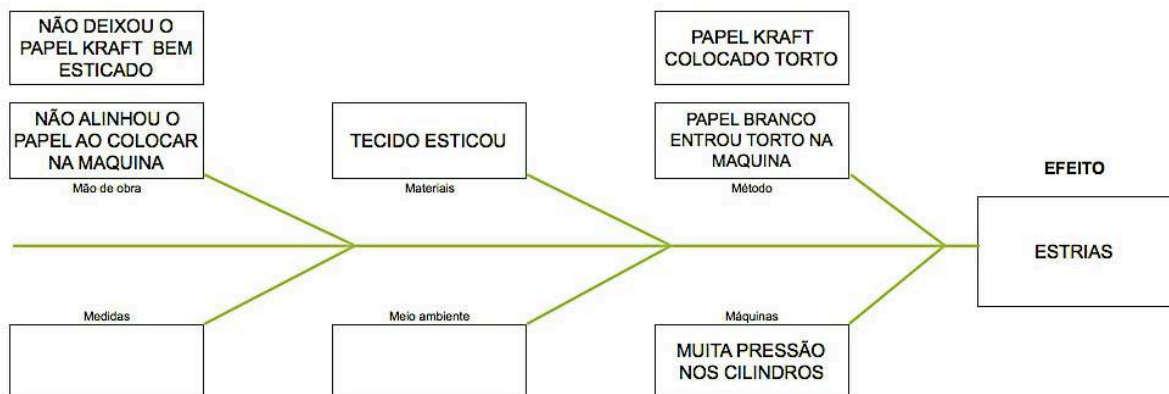 NÃO DEIXOU O
PAPEL KRAFT BEM
ESTICADO
PAPEL KRAFT
COLOCADO TORTO
NÃO ALINHOU O
PAPEL AO COLOCAR
NA MAQUINA
TECIDO ESTICOU
PAPEL BRANCO
ENTROU TORTO NA
MAQUINA
Mão de obra
Materiais
Método
EFEITO
ESTRIAS
Medidas
Meio ambiente
Máquinas
MUITA PRESSÃO
NOS CILINDROS